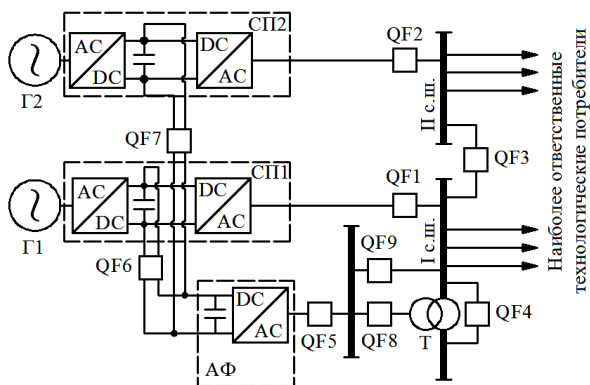 СП2
QF2
AC
DC
DC
AC
Г2
II с.ш.
QF7
QF3
СП1
QF1
AC
DC
DC
AC
Г1
I с.ш.
QF9
QF6
DC
AC
QF5
QF8
Т
QF4
АФ
Наиболее ответственные
технологические потребители